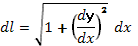 dl = √(1 + (dy/dx)²) dx